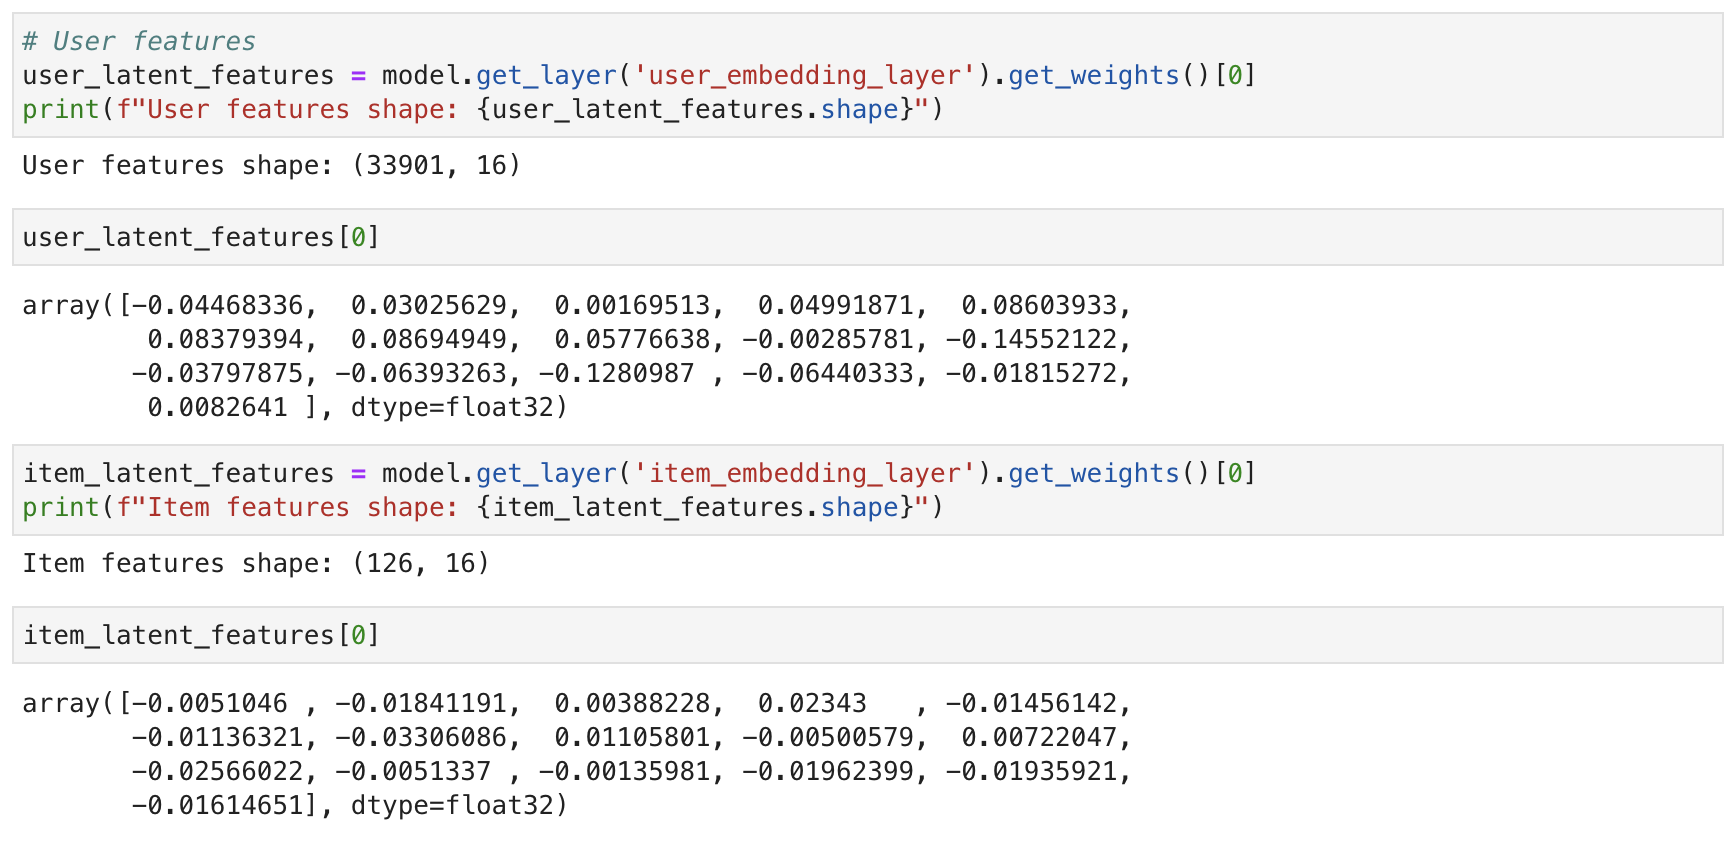 # User features
user_latent_features = model.get_layer('user_embedding_layer').get_weights()[0]
print(f"User features shape: {user_latent_features.shape}")
User features shape: (33901, 16)
user_latent_features[0]
array([-0.04468336,  0.03025629,  0.00169513,  0.04991871,  0.08603933,
        0.08379394,  0.08694949,  0.05776638, -0.00285781, -0.14552122,
       -0.03797875, -0.06393263, -0.1280987 , -0.06440333, -0.01815272,
        0.0082641 ], dtype=float32)
item_latent_features = model.get_layer('item_embedding_layer').get_weights()[0]
print(f"Item features shape: {item_latent_features.shape}")
Item features shape: (126, 16)
item_latent_features[0]
array([-0.0051046 , -0.01841191,  0.00388228,  0.02343   , -0.01456142,
       -0.01136321, -0.03306086,  0.01105801, -0.00500579,  0.00722047,
       -0.02566022, -0.0051337 , -0.00135981, -0.01962399, -0.01935921,
       -0.01614651], dtype=float32)